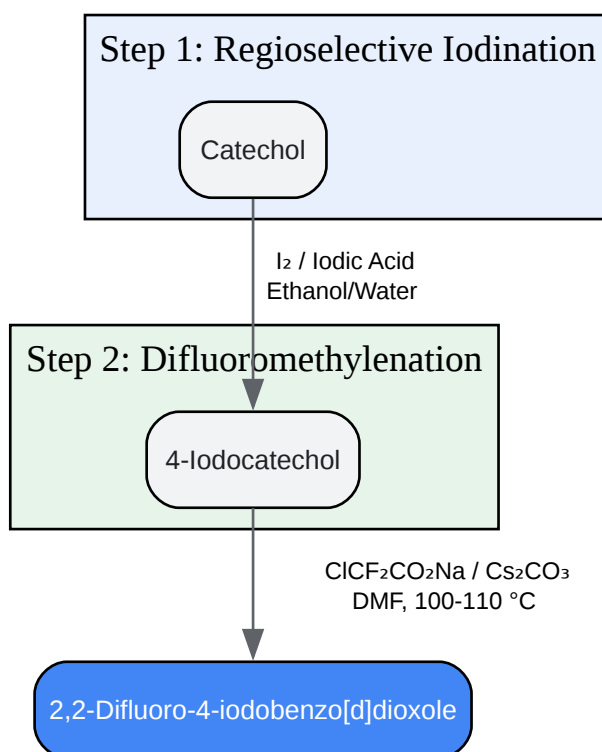 Step 1: Regioselective Iodination
Catechol
I₂ / Iodic Acid
Ethanol/Water
Step 2: Difluoromethylenation
4-Iodocatechol
ClCF₂CO₂Na / Cs₂CO₃
DMF, 100-110 °C
2,2-Difluoro-4-iodobenzo[d]dioxole